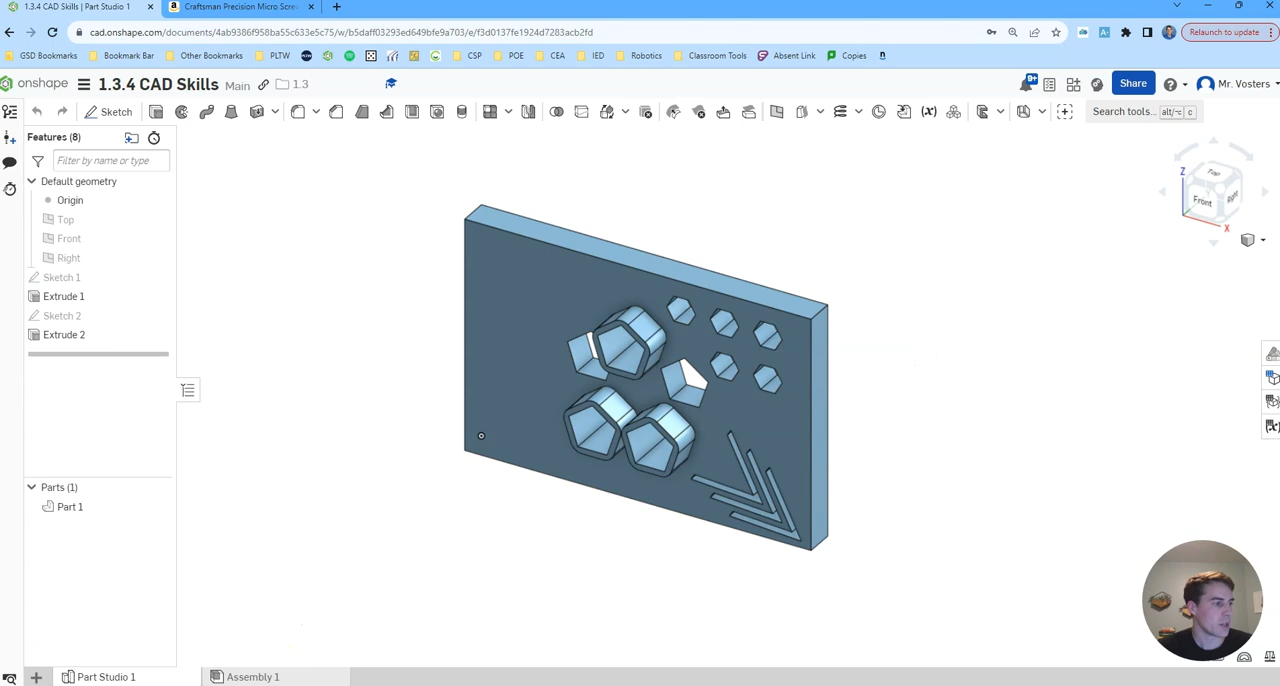 1.3.4 CAD Skills | Part Studio 1
Craftsman Precision Micro Scre
cad.onshape.com/documents/4ab9386f958ba55c633e5c75/w/b5daff03293ed649bfe9a703/e/f3d0137fe1924d7283acb2fd
Relaunch to update
GSD Bookmarks Bookmark Bar Other Bookmarks PLTW CSP POE CEA IED Robotics Classroom Tools Absent Link Copies
onshape 1.3.4 CAD Skills Main 1.3
9+ Share Mr. Vosters
Sketch
Search tools... alt/⌥ c
Features (8)
Filter by name or type
Default geometry
Origin
Top
Front
Right
Sketch 1
Extrude 1
Sketch 2
Extrude 2
Parts (1)
Part 1
Z
Top
Front
Right
X
Part Studio 1
Assembly 1